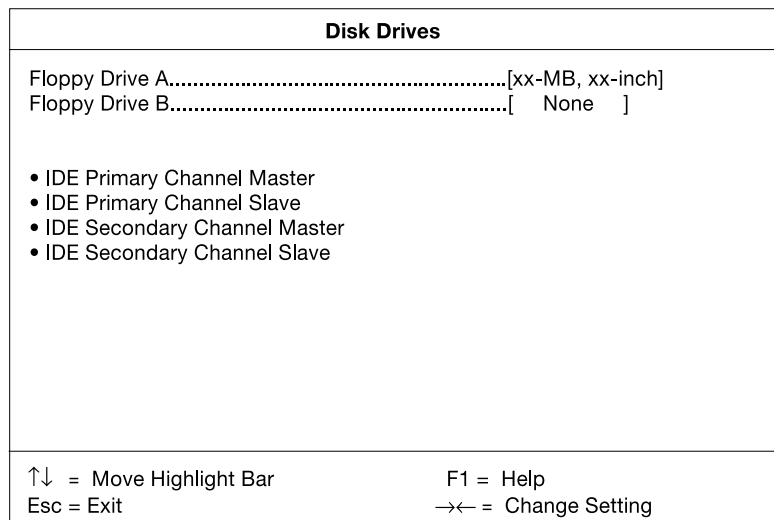 Disk Drives
Floppy Drive A..........................................................[xx-MB, xx-inch]
Floppy Drive B..........................................................[ None ]
• IDE Primary Channel Master
• IDE Primary Channel Slave
• IDE Secondary Channel Master
• IDE Secondary Channel Slave
↑↓ = Move Highlight Bar F1 = Help
Esc = Exit →← = Change Setting